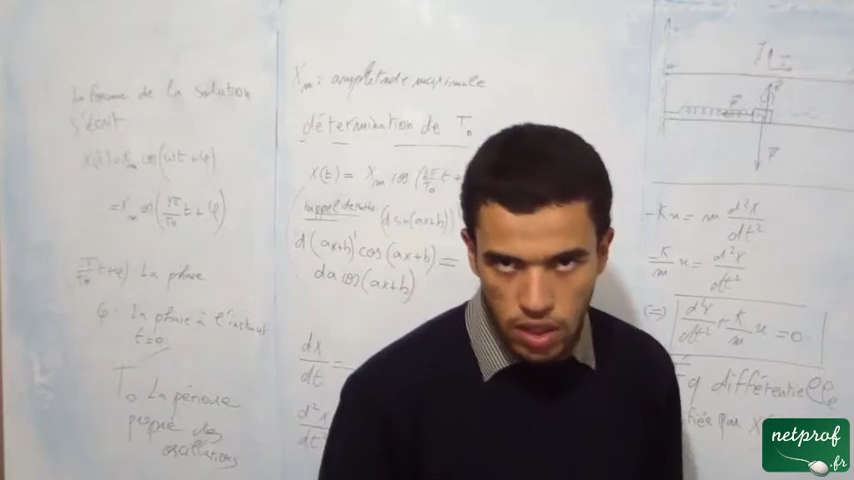 La forme de la solution
s'écrit
x(t) = Xm cos(ωt + φ)
= Xm cos(2π/T₀ t + φ)
t + φ) : La phase
φ : La phase à l'instant
t = 0
T₀ La période
propre des
oscillations
Xm : amplitude maximale
détermination de T₀
x(t) = Xm cos(2π/T₀ t +
rappel de maths (d sin(ax+b))
d(ax+b)' cos(ax+b) =
da cos(ax+b)
dx/dt =
d²x/dt²
-Kx = m d²x/dt²
-K/m x = d²x/dt²
⇔ d²x/dt² + K/m x = 0
Eq différentielle
par x
netprof
.fr